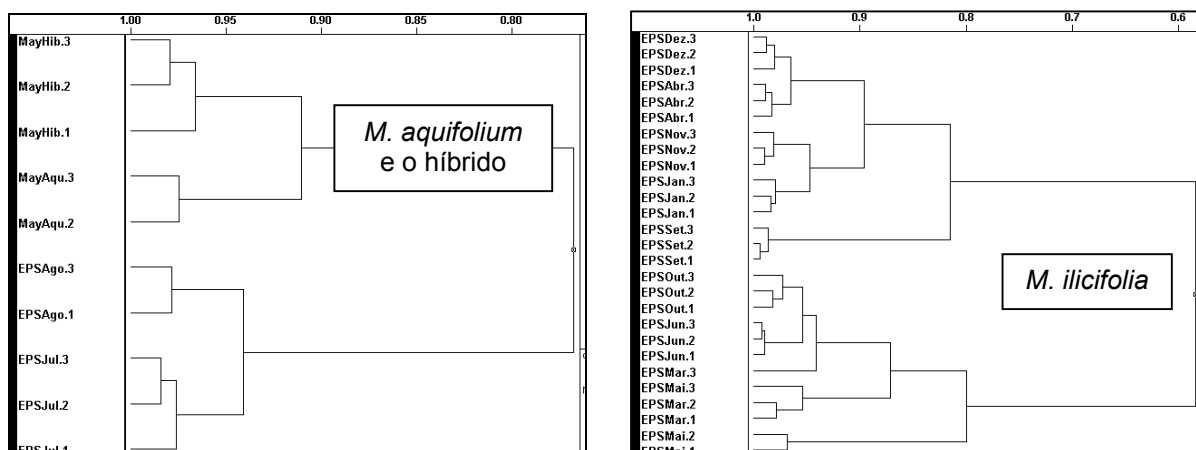 1.00 0.95 0.90 0.85 0.80
MayHib.3
MayHib.2
MayHib.1
MayAqu.3
MayAqu.2
EPSAgo.3
EPSAgo.1
EPSJul.3
EPSJul.2
EPSJul.1
M. aquifolium
e o híbrido
1.0 0.9 0.8 0.7 0.6
EPSDez.3
EPSDez.2
EPSDez.1
EPSAbr.3
EPSAbr.2
EPSAbr.1
EPSNov.3
EPSNov.2
EPSNov.1
EPSJan.3
EPSJan.2
EPSJan.1
EPSSet.3
EPSSet.2
EPSSet.1
EPSOut.3
EPSOut.2
EPSOut.1
EPSJun.3
EPSJun.2
EPSJun.1
EPSMar.3
EPSMai.3
EPSMar.2
EPSMar.1
EPSMai.2
EPSMai.1
M. ilicifolia